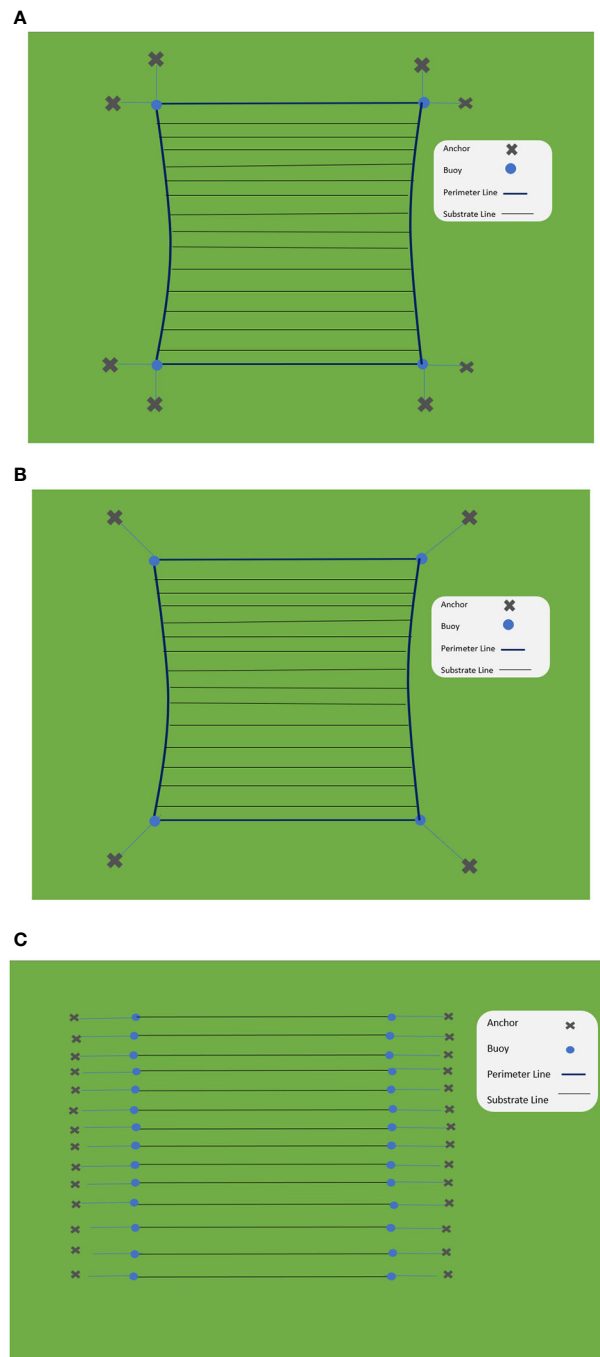 A
Anchor
Buoy
Perimeter Line
Substrate Line
B
Anchor
Buoy
Perimeter Line
Substrate Line
C
Anchor
Buoy
Perimeter Line
Substrate Line